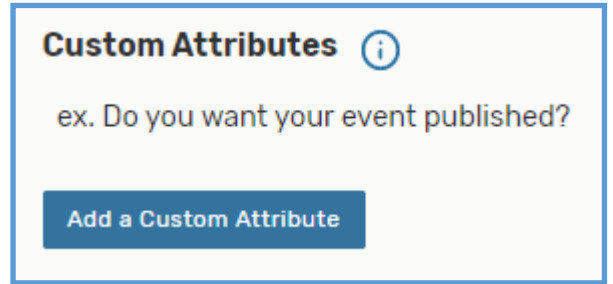 Custom Attributes
ex. Do you want your event published?
Add a Custom Attribute